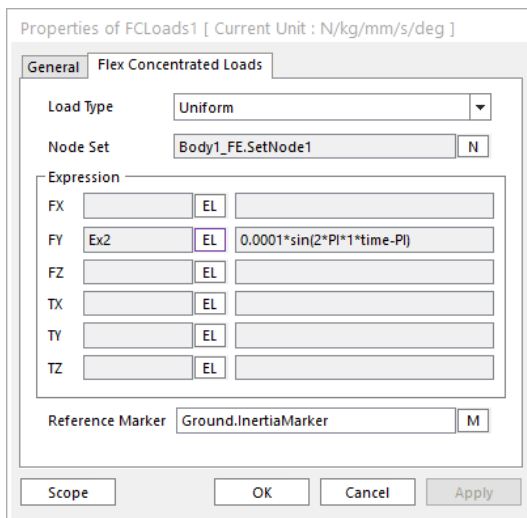 Properties of FCLoads1 [ Current Unit : N/kg/mm/s/deg ]
General Flex Concentrated Loads
Load Type Uniform
Node Set Body1_FE.SetNode1 N
Expression
FX EL
FY Ex2 EL 0.0001*sin(2*PI*1*time-PI)
FZ EL
TX EL
TY EL
TZ EL
Reference Marker Ground.InertiaMarker M
Scope OK Cancel Apply